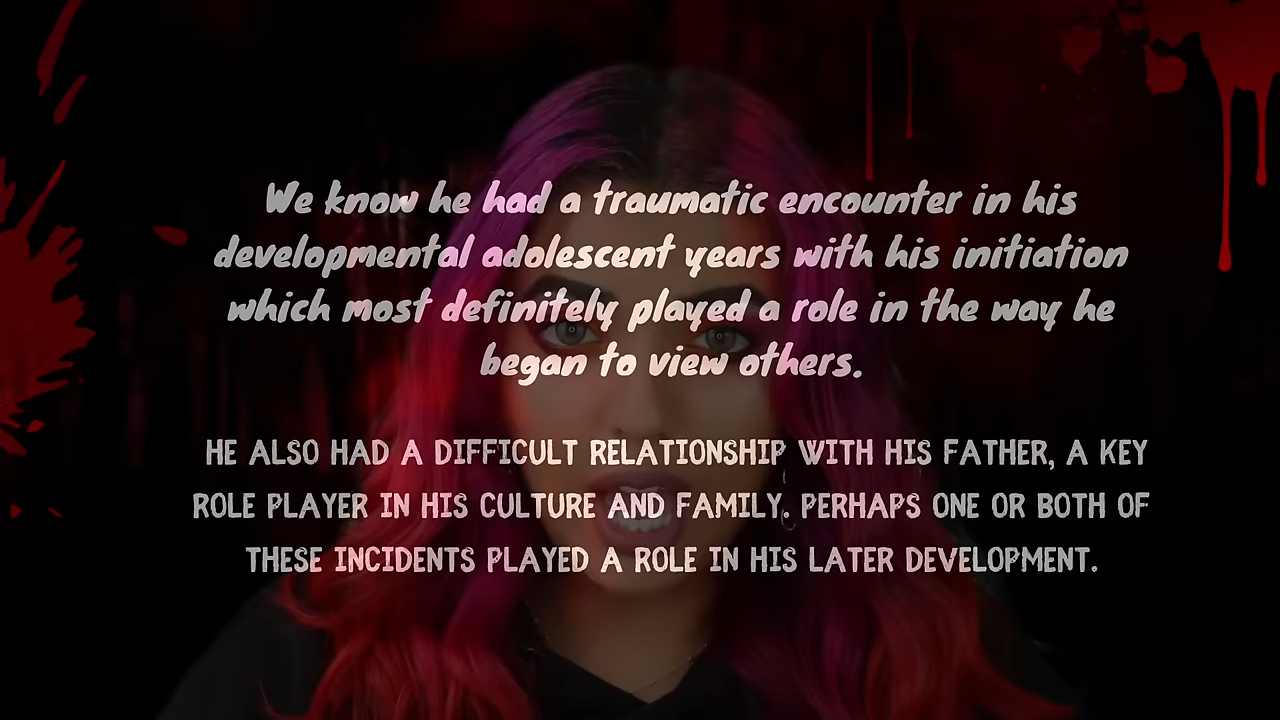 We know he had a traumatic encounter in his
developmental adolescent years with his initiation
which most definitely played a role in the way he
began to view others.
HE ALSO HAD A DIFFICULT RELATIONSHIP WITH HIS FATHER, A KEY
ROLE PLAYER IN HIS CULTURE AND FAMILY. PERHAPS ONE OR BOTH OF
THESE INCIDENTS PLAYED A ROLE IN HIS LATER DEVELOPMENT.